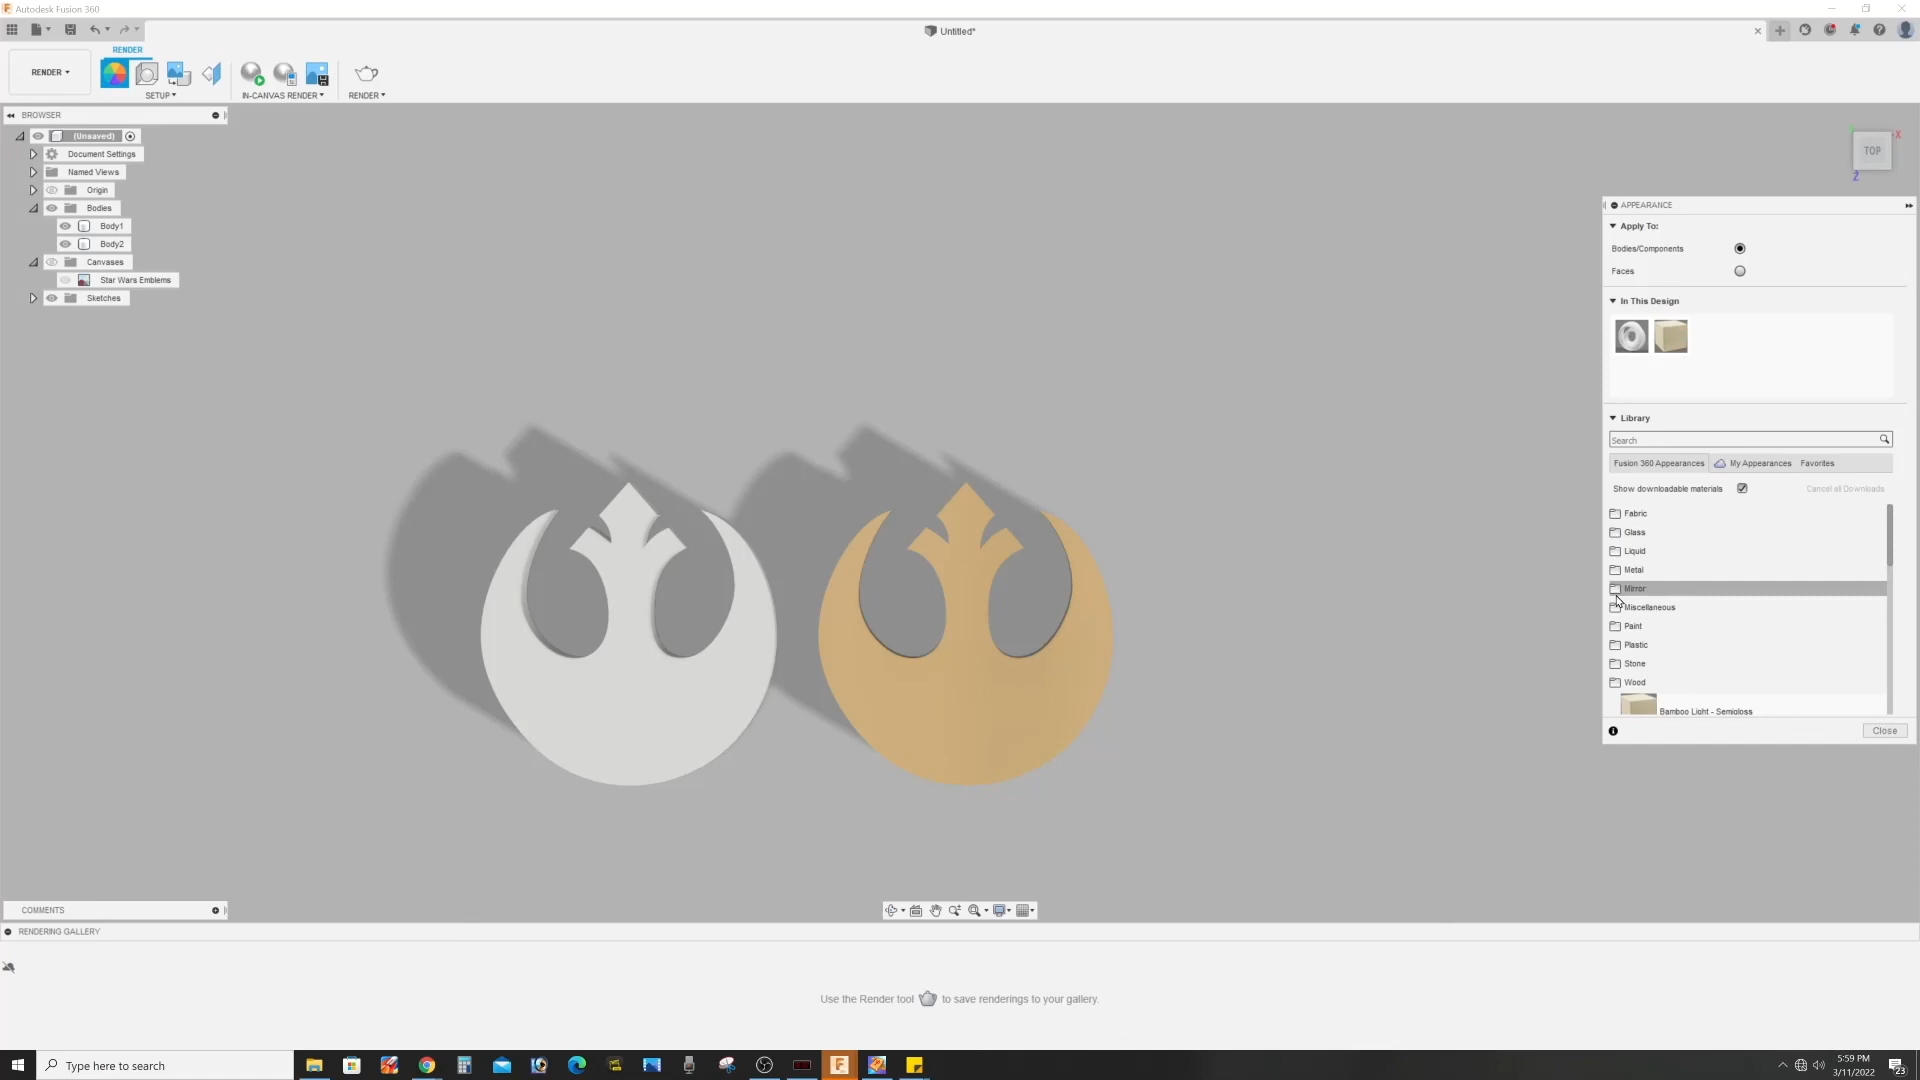 Autodesk Fusion 360
Untitled*
RENDER
RENDER
SETUP
IN-CANVAS RENDER
RENDER
BROWSER
(Unsaved)
Document Settings
Named Views
Origin
Bodies
Body1
Body2
Canvases
Star Wars Emblems
Sketches
X
TOP
Z
APPEARANCE
Apply To:
Bodies/Components
Faces
In This Design
Library
Search
Fusion 360 Appearances My Appearances Favorites
Show downloadable materials Cancel all Downloads
Fabric
Glass
Liquid
Metal
Mirror
Miscellaneous
Paint
Plastic
Stone
Wood
Bamboo Light - Semigloss
Close
COMMENTS
RENDERING GALLERY
Use the Render tool to save renderings to your gallery.
Type here to search
5:59 PM
3/11/2022
23